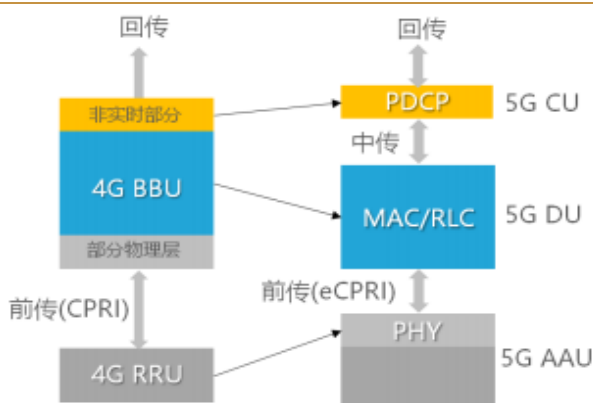 回传
回传
非实时部分
PDCP
5G CU
中传
4G BBU
MAC/RLC
5G DU
部分物理层
前传(CPRI)
前传(eCPRI)
PHY
4G RRU
5G AAU